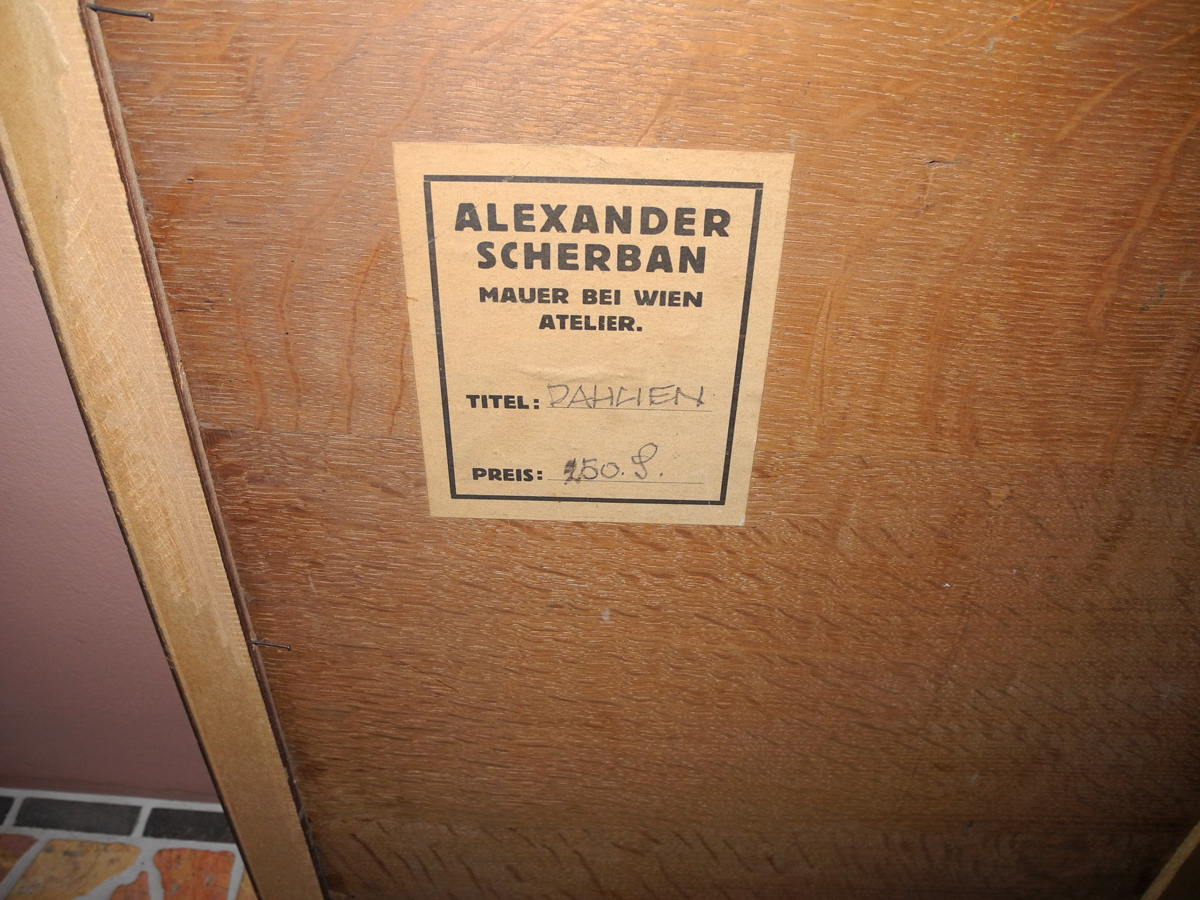 ALEXANDER
SCHERBAN
MAUER BEI WIEN
ATELIER.
TITEL: DAHLIEN
PREIS: 250. S.